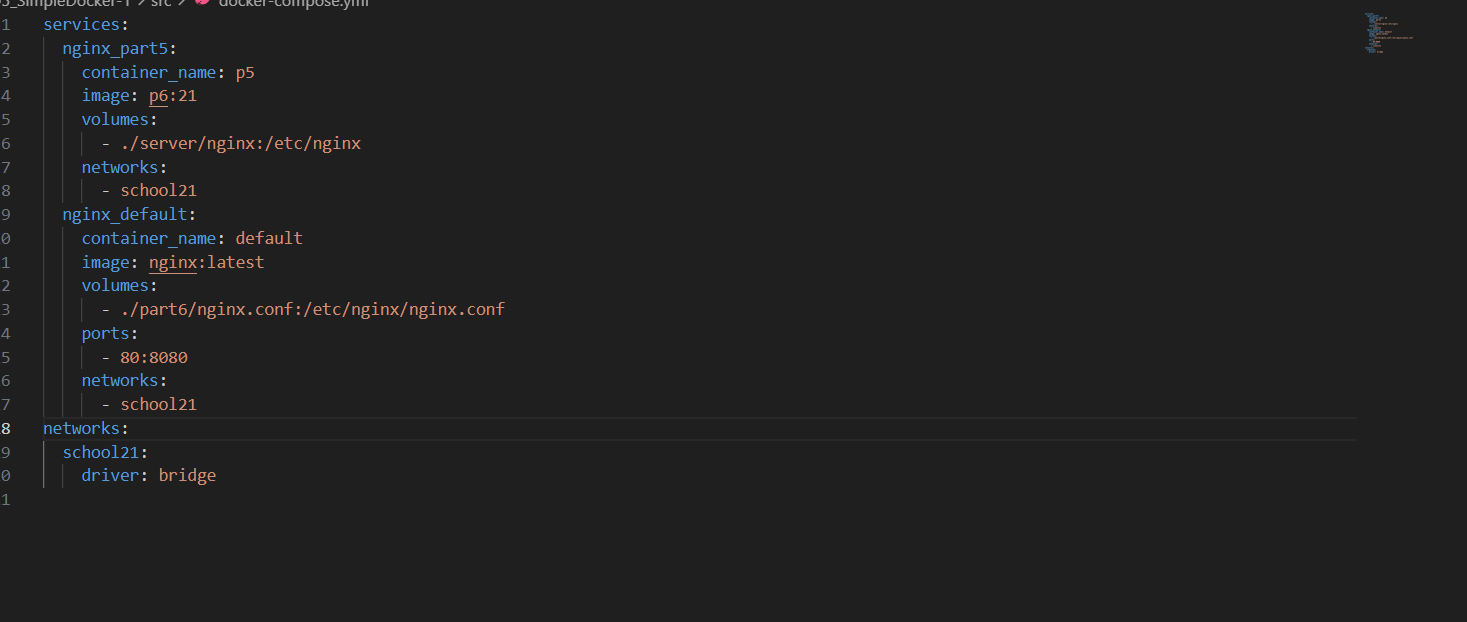 5_SimpleDocker-1 > src > docker-compose.yml
1 services:
2 nginx_part5:
3 container_name: p5
4 image: p6:21
5 volumes:
6 - ./server/nginx:/etc/nginx
7 networks:
8 - school21
9 nginx_default:
0 container_name: default
1 image: nginx:latest
2 volumes:
3 - ./part6/nginx.conf:/etc/nginx/nginx.conf
4 ports:
5 - 80:8080
6 networks:
7 - school21
8 networks:
9 school21:
0 driver: bridge
1